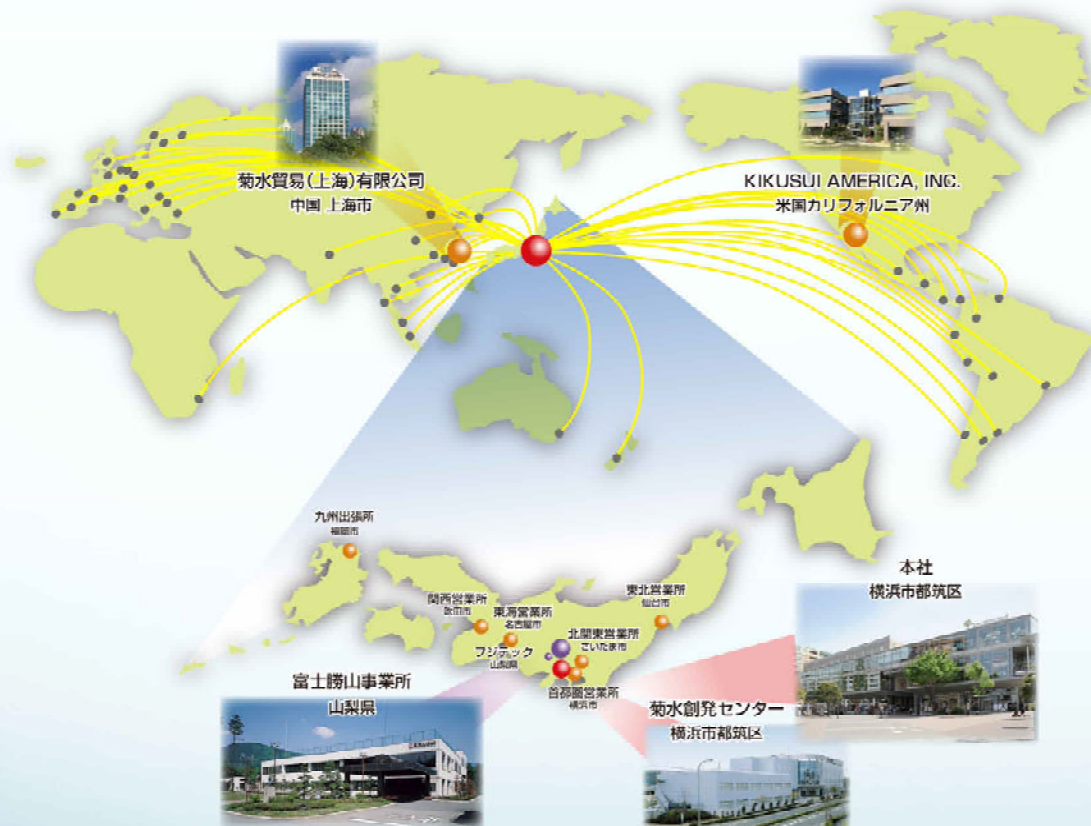 菊水貿易(上海)有限公司
中国 上海市
KIKUSUI AMERICA, INC.
米国カリフォルニア州
九州出張所
福岡市
関西営業所
吹田市
東海営業所
名古屋市
東北営業所
仙台市
北関東営業所
さいたま市
フジテック
山梨県
首都圏営業所
横浜市
本社
横浜市都筑区
富士勝山事業所
山梨県
菊水創発センター
横浜市都筑区